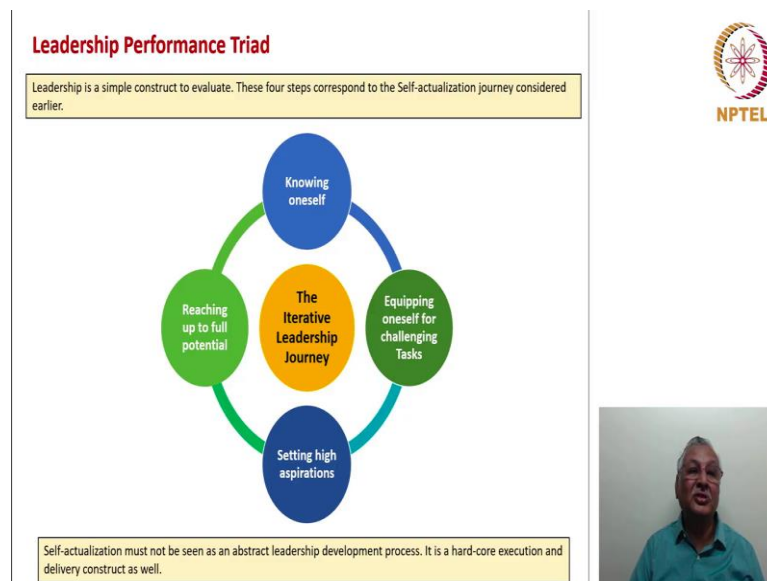 Leadership Performance Triad
NPTEL
Leadership is a simple construct to evaluate. These four steps correspond to the Self-actualization journey considered
earlier.
Knowing
oneself
Reaching
up to full
potential
The
Iterative
Leadership
Journey
Equipping
oneself for
challenging
Tasks
Setting high
aspirations
Self-actualization must not be seen as an abstract leadership development process. It is a hard-core execution and
delivery construct as well.